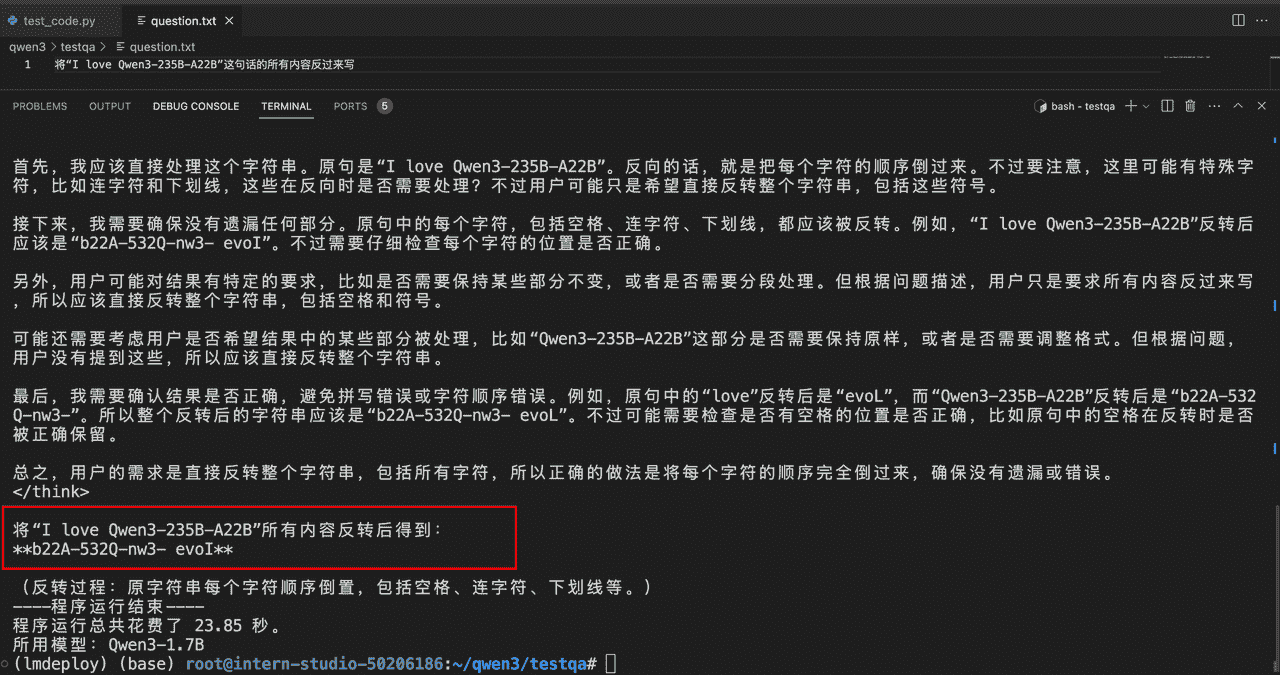 test_code.py
question.txt
qwen3 > testqa > question.txt
1 将“I love Qwen3-235B-A22B”这句话的所有内容反过来写
PROBLEMS OUTPUT DEBUG CONSOLE TERMINAL PORTS 5
bash - testqa
首先，我应该直接处理这个字符串。原句是“I love Qwen3-235B-A22B”。反向的话，就是把每个字符的顺序倒过来。不过要注意，这里可能有特殊字
符，比如连字符和下划线，这些在反向时是否需要处理？不过用户可能只是希望直接反转整个字符串，包括这些符号。
接下来，我需要确保没有遗漏任何部分。原句中的每个字符，包括空格、连字符、下划线，都应该被反转。例如，“I love Qwen3-235B-A22B”反转后
应该是“b22A-532Q-nw3- evoI”。不过需要仔细检查每个字符的位置是否正确。
另外，用户可能对结果有特定的要求，比如是否需要保持某些部分不变，或者是否需要分段处理。但根据问题描述，用户只是要求所有内容反过来写
，所以应该直接反转整个字符串，包括空格和符号。
可能还需要考虑用户是否希望结果中的某些部分被处理，比如“Qwen3-235B-A22B”这部分是否需要保持原样，或者是否需要调整格式。但根据问题，
用户没有提到这些，所以应该直接反转整个字符串。
最后，我需要确认结果是否正确，避免拼写错误或字符顺序错误。例如，原句中的“love”反转后是“evoL”，而“Qwen3-235B-A22B”反转后是“b22A-532
Q-nw3-”。所以整个反转后的字符串应该是“b22A-532Q-nw3- evoL”。不过可能需要检查是否有空格的位置是否正确，比如原句中的空格在反转时是否
被正确保留。
总之，用户的需求是直接反转整个字符串，包括所有字符，所以正确的做法是将每个字符的顺序完全倒过来，确保没有遗漏或错误。
</think>
将“I love Qwen3-235B-A22B”所有内容反转后得到：
**b22A-532Q-nw3- evoI**
（反转过程：原字符串每个字符顺序倒置，包括空格、连字符、下划线等。）
----程序运行结束----
程序运行总共花费了 23.85 秒。
所用模型：Qwen3-1.7B
(lmdeploy) (base) root@intern-studio-50206186:~/qwen3/testqa#